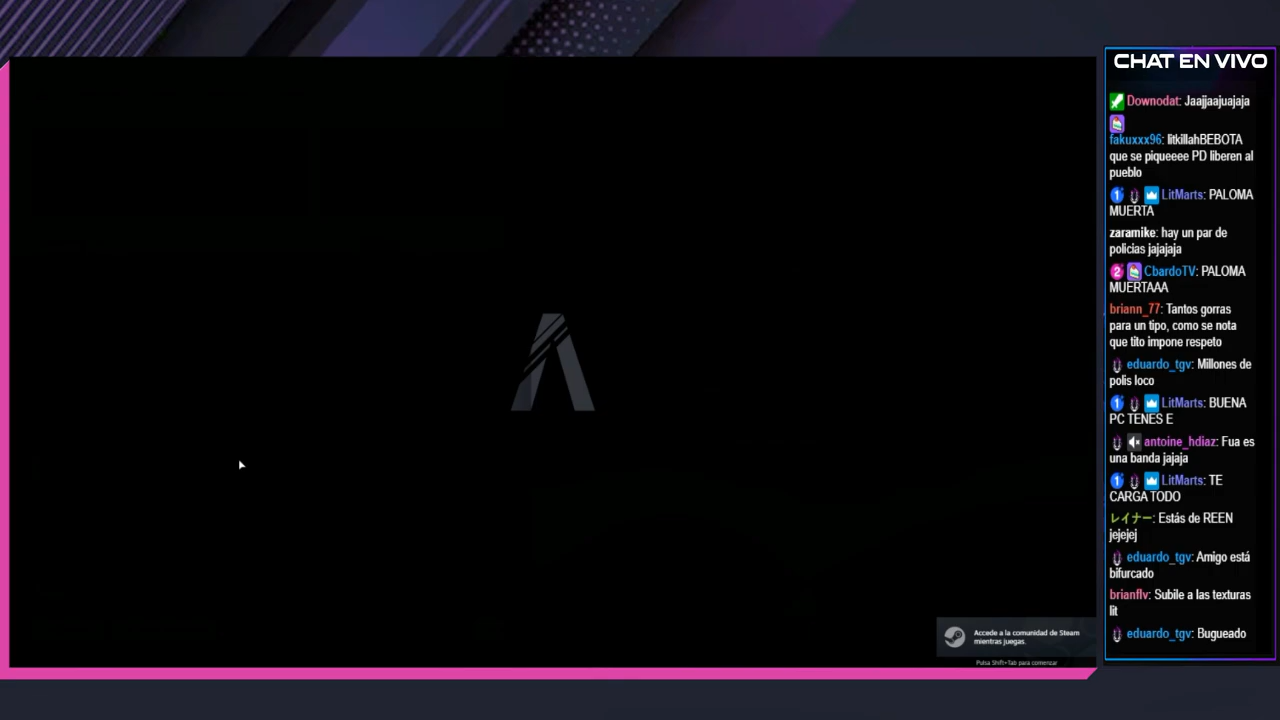 CHAT EN VIVO
Downodat: Jaajjaajuajaja
fakuxxx96: litkillahBEBOTA
que se piqueeee PD liberen al
pueblo
1 LitMarts: PALOMA
MUERTA
zaramike: hay un par de
policias jajajaja
2 CbardoTV: PALOMA
MUERTAAA
briann_77: Tantos gorras
para un tipo, como se nota
que tito impone respeto
eduardo_tgv: Millones de
polis loco
1 LitMarts: BUENA
PC TENES E
antoine_hdiaz: Fua es
una banda jajaja
1 LitMarts: TE
CARGA TODO
レイナー: Estás de REEN
jejejej
eduardo_tgv: Amigo está
bifurcado
brianflv: Subile a las texturas
lit
eduardo_tgv: Bugueado
Accede a la comunidad de Steam
mientras juegas.
Pulsa Shift+Tab para comenzar